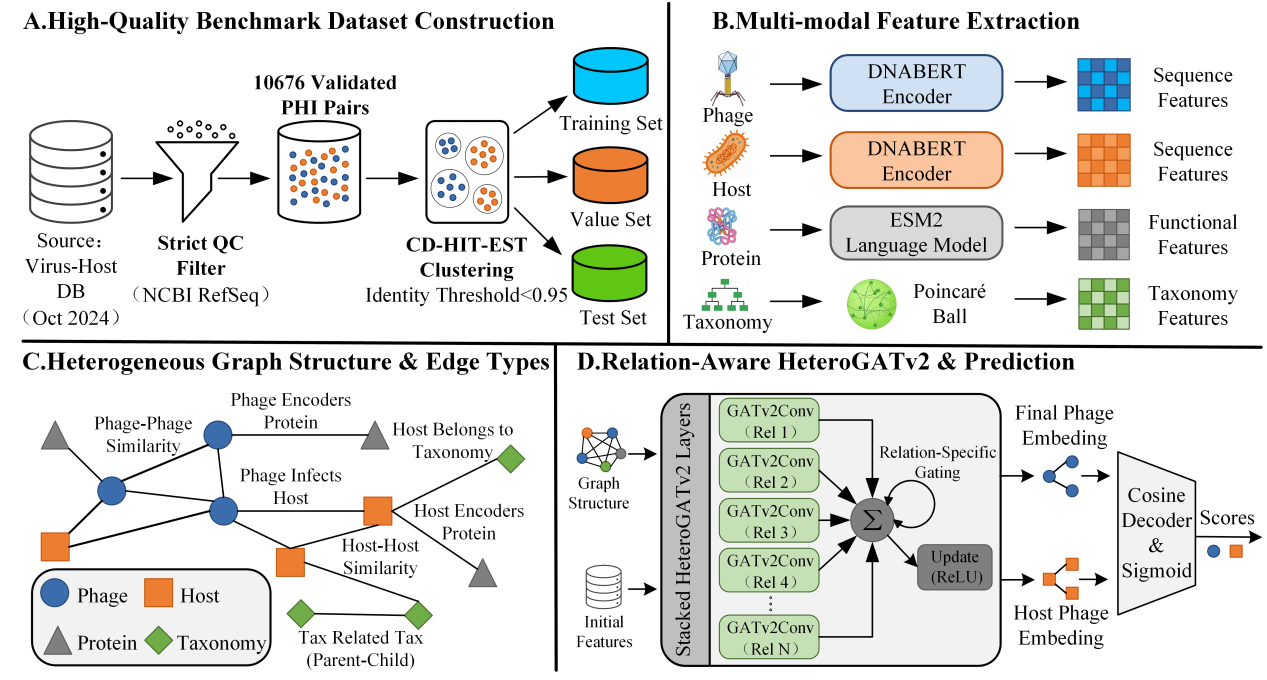 A.High-Quality Benchmark Dataset Construction
10676 Validated
PHI Pairs
Source：
Virus-Host
DB
（Oct 2024）
Strict QC
Filter
（NCBI RefSeq）
CD-HIT-EST
Clustering
Identity Threshold<0.95
Training Set
Value Set
Test Set
B.Multi-modal Feature Extraction
Phage
DNABERT
Encoder
Sequence
Features
Host
DNABERT
Encoder
Sequence
Features
Protein
ESM2
Language Model
Functional
Features
Taxonomy
Poincaré
Ball
Taxonomy
Features
C.Heterogeneous Graph Structure & Edge Types
Phage-Phage
Similarity
Phage Encoders
Protein
Host Belongs to
Taxonomy
Phage Infects
Host
Host Encoders
Protein
Host-Host
Similarity
Tax Related Tax
(Parent-Child)
Phage
Host
Protein
Taxonomy
D.Relation-Aware HeteroGATv2 & Prediction
Graph
Structure
Initial
Features
Stacked HeteroGATv2 Layers
GATv2Conv
（Rel 1）
GATv2Conv
（Rel 2）
GATv2Conv
（Rel 3）
GATv2Conv
（Rel 4）
GATv2Conv
（Rel N）
Relation-Specific
Gating
Σ
Update
(ReLU)
Final Phage
Embeding
Host Phage
Embeding
Cosine
Decoder
&
Sigmoid
Scores